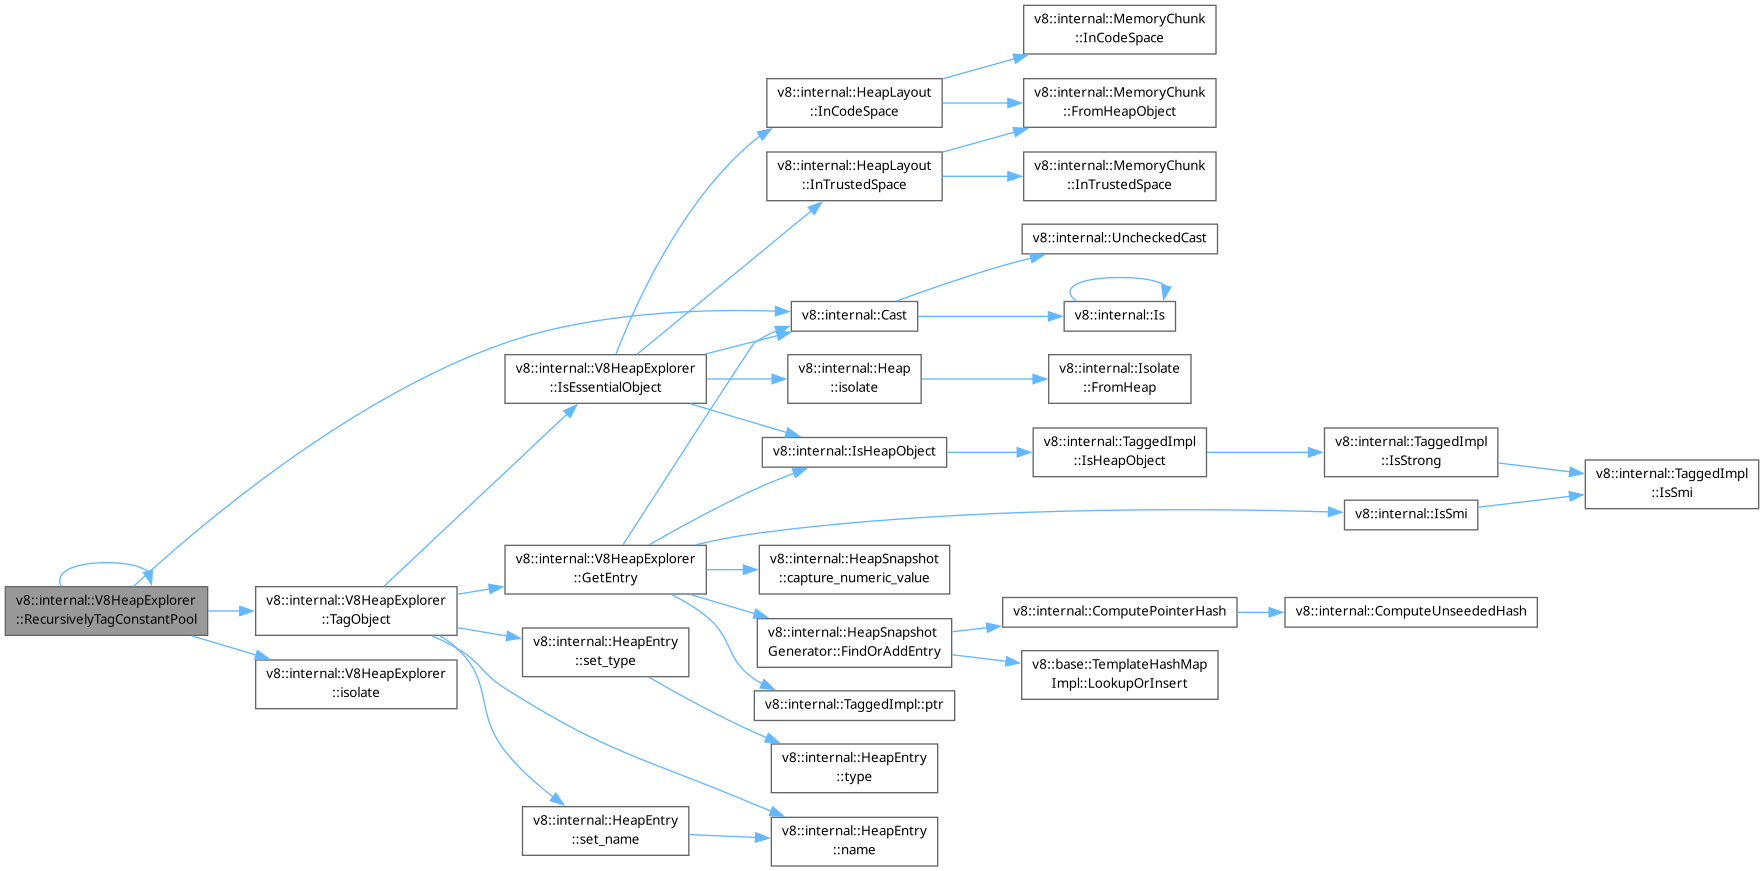 v8::internal::MemoryChunk
::InCodeSpace
v8::internal::HeapLayout
::InCodeSpace
v8::internal::MemoryChunk
::FromHeapObject
v8::internal::HeapLayout
::InTrustedSpace
v8::internal::MemoryChunk
::InTrustedSpace
v8::internal::UncheckedCast
v8::internal::Cast
v8::internal::Is
v8::internal::V8HeapExplorer
::IsEssentialObject
v8::internal::Heap
::isolate
v8::internal::Isolate
::FromHeap
v8::internal::IsHeapObject
v8::internal::TaggedImpl
::IsHeapObject
v8::internal::TaggedImpl
::IsStrong
v8::internal::TaggedImpl
::IsSmi
v8::internal::IsSmi
v8::internal::V8HeapExplorer
::GetEntry
v8::internal::HeapSnapshot
::capture_numeric_value
v8::internal::V8HeapExplorer
::RecursivelyTagConstantPool
v8::internal::V8HeapExplorer
::TagObject
v8::internal::ComputePointerHash
v8::internal::ComputeUnseededHash
v8::internal::HeapSnapshot
Generator::FindOrAddEntry
v8::internal::HeapEntry
::set_type
v8::base::TemplateHashMap
Impl::LookupOrInsert
v8::internal::V8HeapExplorer
::isolate
v8::internal::TaggedImpl::ptr
v8::internal::HeapEntry
::type
v8::internal::HeapEntry
::set_name
v8::internal::HeapEntry
::name